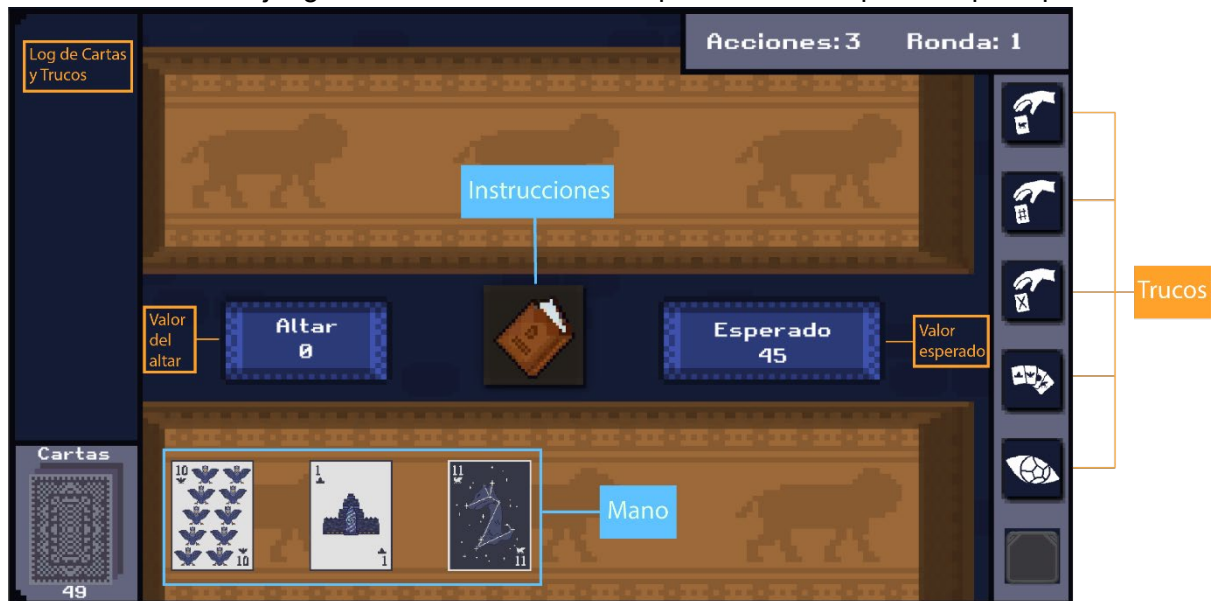 Log de Cartas
y Trucos
Acciones:3 Ronda: 1
Instrucciones
Trucos
Valor
del
altar
Altar
0
Esperado
45
Valor
esperado
Cartas
49
10
10
1
1
11
11
Mano